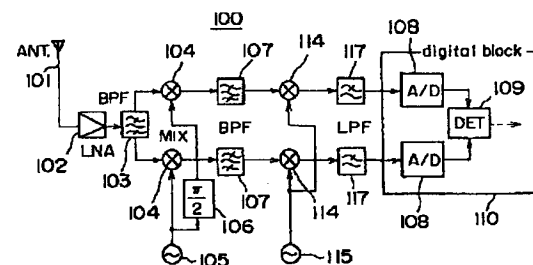 100
ANT.
101
102
LNA
BPF
103
104
MIX
104
105
π/2
106
107
BPF
107
114
114
115
117
LPF
117
digital block
108
A/D
A/D
108
109
DET
110